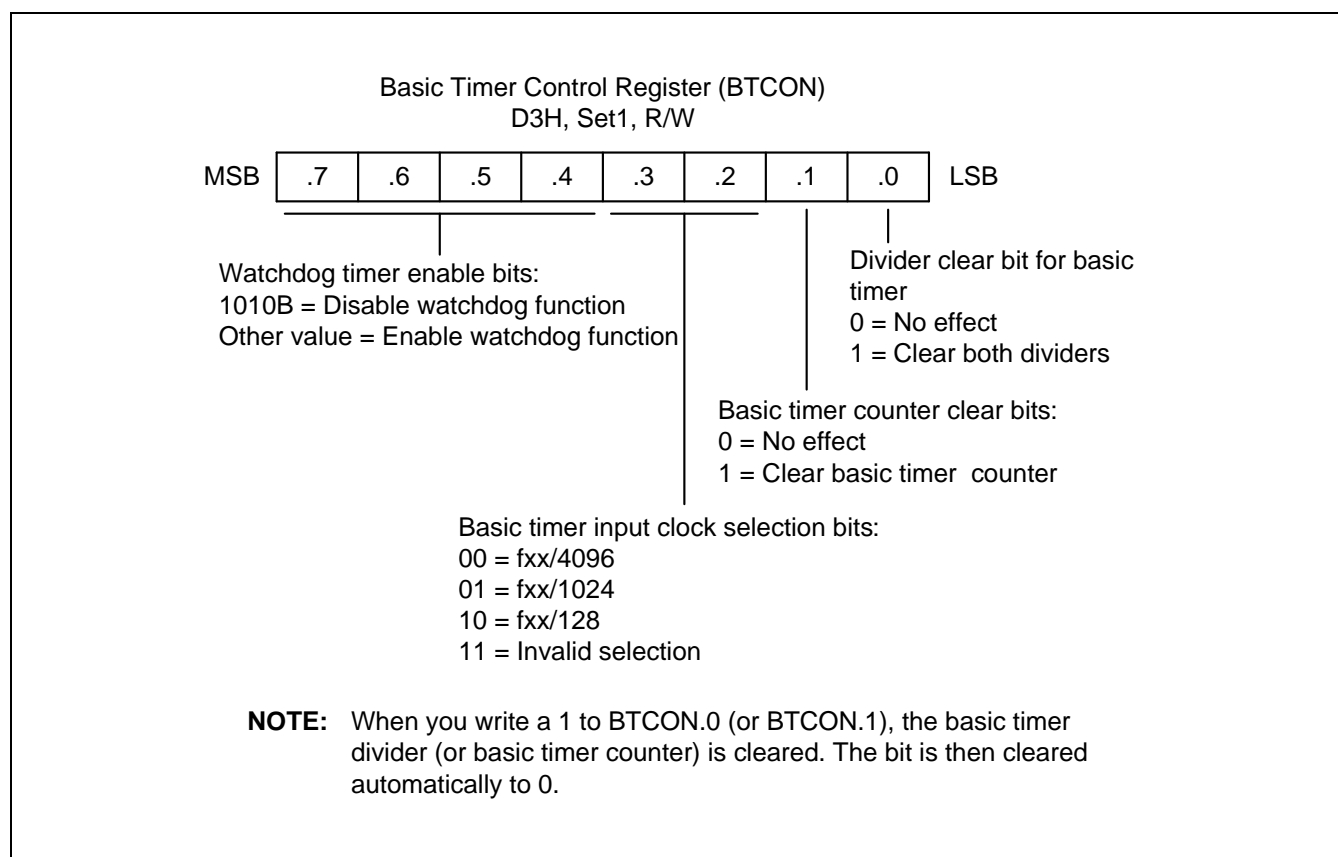 Basic Timer Control Register (BTCON)
D3H, Set1, R/W
MSB .7 .6 .5 .4 .3 .2 .1 .0 LSB
Watchdog timer enable bits:
1010B = Disable watchdog function
Other value = Enable watchdog function
Divider clear bit for basic
timer
0 = No effect
1 = Clear both dividers
Basic timer counter clear bits:
0 = No effect
1 = Clear basic timer counter
Basic timer input clock selection bits:
00 = fxx/4096
01 = fxx/1024
10 = fxx/128
11 = Invalid selection
NOTE: When you write a 1 to BTCON.0 (or BTCON.1), the basic timer
divider (or basic timer counter) is cleared. The bit is then cleared
automatically to 0.